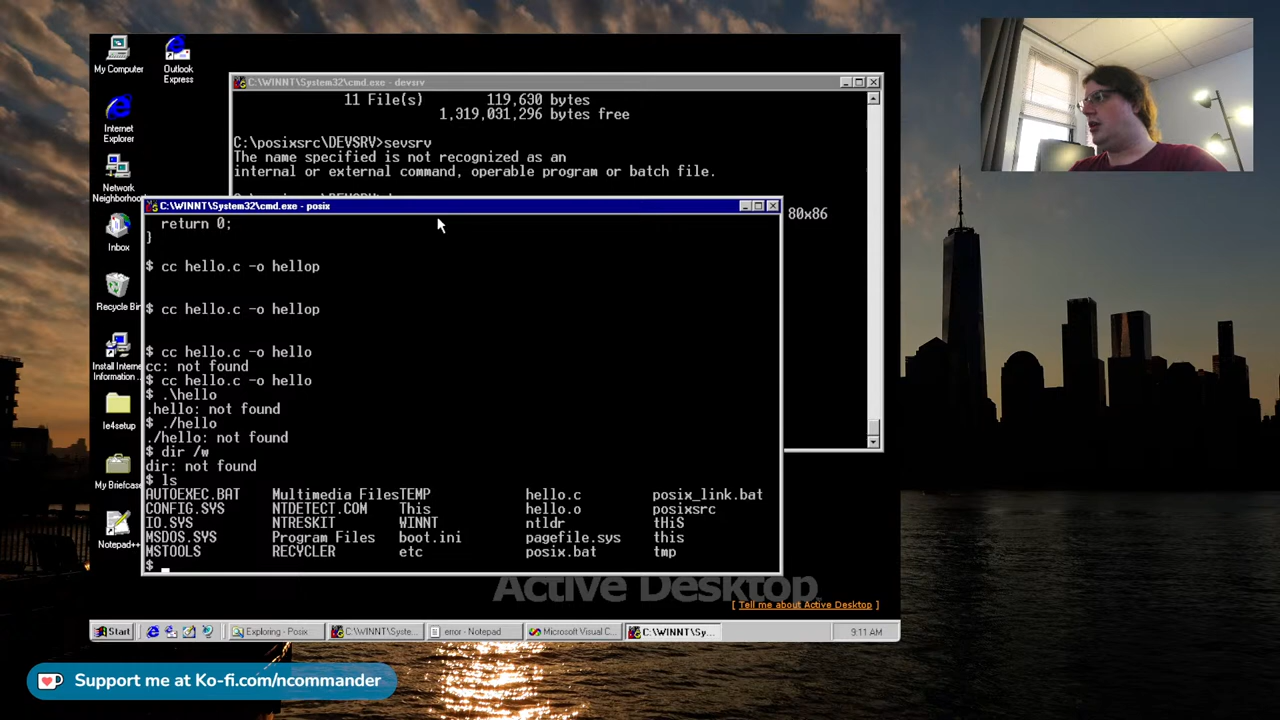 My Computer
Outlook
Express
Internet
Explorer
Network
Neighborhoo
Inbox
Recycle Bin
Install Interne
Information ..
Ie4setup
My Briefcase
Notepad++
C:\WINNT\System32\cmd.exe - devsrv
11 File(s) 119,630 bytes
1,319,031,296 bytes free
C:\posixsrc\DEVSRV>sevsrv
The name specified is not recognized as an
internal or external command, operable program or batch file.
80x86
C:\WINNT\System32\cmd.exe - posix
return 0;
}
$ cc hello.c -o hellop
$ cc hello.c -o hellop
$ cc hello.c -o hello
cc: not found
$ cc hello.c -o hello
$ .\hello
.hello: not found
$ ./hello
./hello: not found
$ dir /w
dir: not found
$ ls
AUTOEXEC.BAT Multimedia FilesTEMP hello.c posix_link.bat
CONFIG.SYS NTDETECT.COM This hello.o posixsrc
IO.SYS NTRESKIT WINNT ntldr tHiS
MSDOS.SYS Program Files boot.ini pagefile.sys this
MSTOOLS RECYCLER etc posix.bat tmp
$ _
Active Desktop
[ Tell me about Active Desktop ]
Start
Exploring - Posix
C:\WINNT\Syste...
error - Notepad
Microsoft Visual C...
C:\WINNT\Sy...
9:11 AM
Support me at Ko-fi.com/ncommander